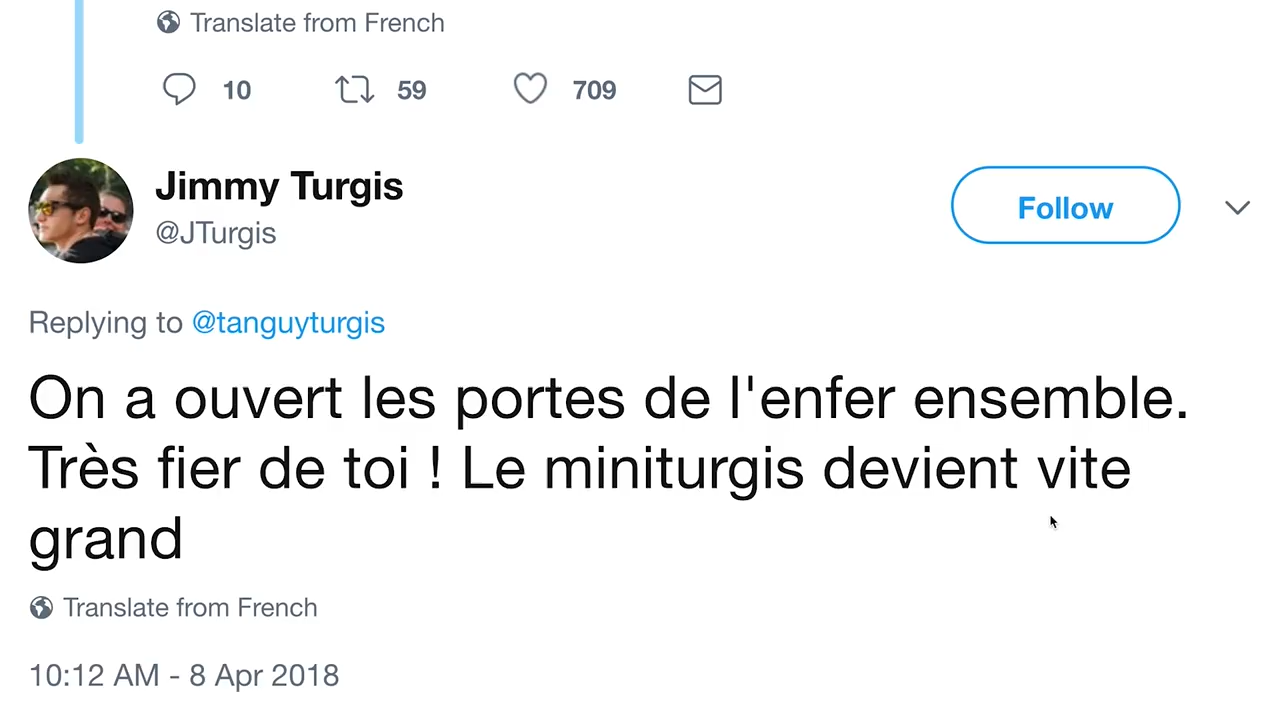 Translate from French
10 59 709
Jimmy Turgis
@JTurgis
Follow
Replying to @tanguyturgis
On a ouvert les portes de l'enfer ensemble.
Très fier de toi ! Le miniturgis devient vite
grand
Translate from French
10:12 AM - 8 Apr 2018